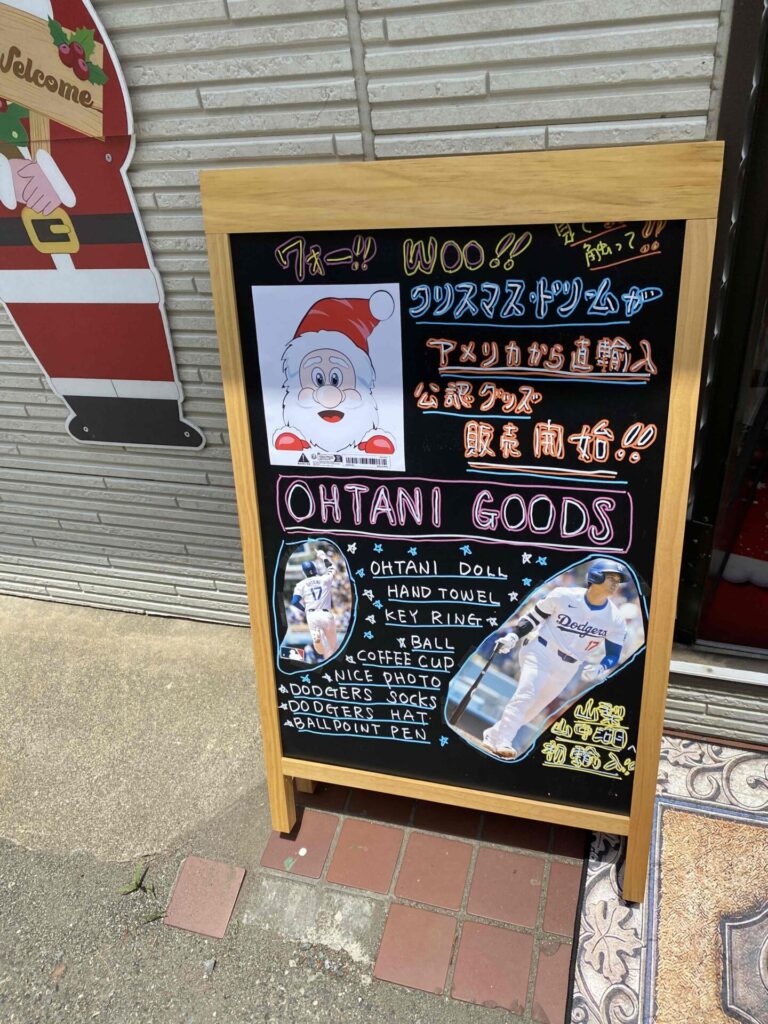 Welcome
ワォー!! WOO!!
見て
触って!!
クリスマス・ドリームが
アメリカから直輸入
公認グッズ
販売開始!!
OHTANI GOODS
OHTANI DOLL
HAND TOWEL
KEY RING
BALL
COFFEE CUP
NICE PHOTO
DODGERS SOCKS
DODGERS HAT
BALLPOINT PEN
17
Dodgers
17
山梨
山中湖へ
初輸入!!